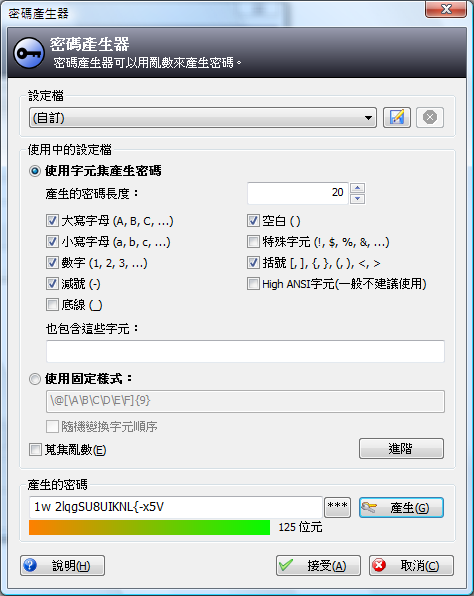 密碼產生器
密碼產生器
密碼產生器可以用亂數來產生密碼。
設定檔
(自訂)
使用中的設定檔
使用字元集產生密碼
產生的密碼長度：
20
大寫字母 (A, B, C, ...)
空白 ( )
小寫字母 (a, b, c, ...)
特殊字元 (!, $, %, &, ...)
數字 (1, 2, 3, ...)
括號 [, ], {, }, (, ), <, >
減號 (-)
High ANSI字元(一般不建議使用)
底線 (_)
也包含這些字元：
使用固定樣式：
\@[\A\B\C\D\E\F]{9}
隨機變換字元順序
蒐集亂數(E)
進階
產生的密碼
1w 2lqgSU8UIKNL{-x5V
***
產生(G)
125 位元
說明(H)
接受(A)
取消(C)